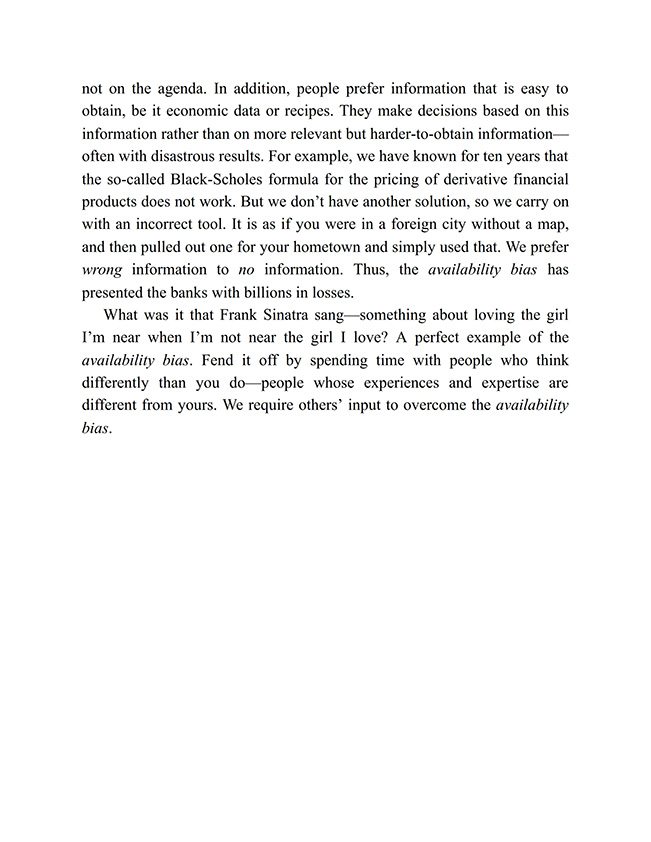 not on the agenda. In addition, people prefer information that is easy to
obtain, be it economic data or recipes. They make decisions based on this
information rather than on more relevant but harder-to-obtain information—
often with disastrous results. For example, we have known for ten years that
the so-called Black-Scholes formula for the pricing of derivative financial
products does not work. But we don’t have another solution, so we carry on
with an incorrect tool. It is as if you were in a foreign city without a map,
and then pulled out one for your hometown and simply used that. We prefer
wrong information to no information. Thus, the availability bias has
presented the banks with billions in losses.
What was it that Frank Sinatra sang—something about loving the girl
I’m near when I’m not near the girl I love? A perfect example of the
availability bias. Fend it off by spending time with people who think
differently than you do—people whose experiences and expertise are
different from yours. We require others’ input to overcome the availability
bias.